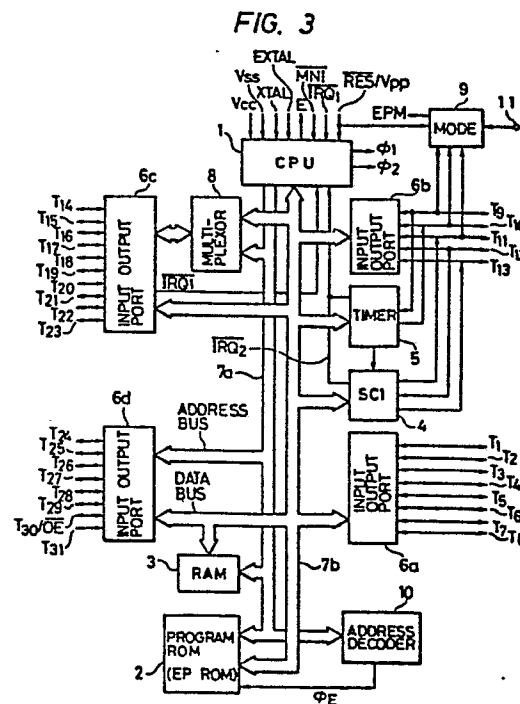 FIG. 3
EXTAL
MNI
RES/VPP
VSS
XTAL
E
IRQ1
VCC
EPM
9
11
MODE
1
CPU
Φ1
Φ2
6c
8
6b
T14
T15
T16
T17
T18
T19
T20
T21
T22
T23
INPUT OUTPUT PORT
MULTI-PLEXOR
INPUT OUTPUT PORT
T9
T10
T11
T13
IRQ1
TIMER
5
IRQ2
7a
SCI
4
6d
ADDRESS BUS
T24
T25
T26
T27
T28
T29
T30/OE
T31
INPUT OUTPUT PORT
DATA BUS
INPUT OUTPUT PORT
T1
T2
T3
T4
T5
T6
T7
6a
3
RAM
7b
10
2
PROGRAM ROM (EP ROM)
ADDRESS DECODER
ΦE